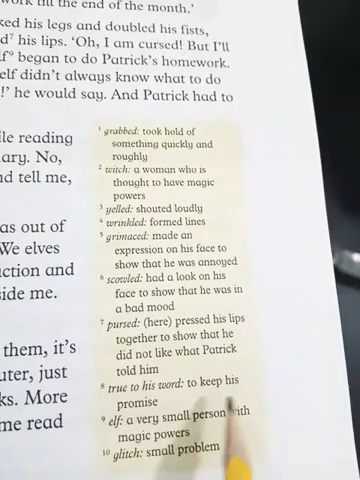 work till the end of the month.'
ked his legs and doubled his fists,
d⁷ his lips. 'Oh, I am cursed! But I'll
lf⁹ began to do Patrick's homework.
elf didn't always know what to do
!' he would say. And Patrick had to
ile reading
ary. No,
nd tell me,
as out of
We elves
ction and
side me.
them, it's
uter, just
ks. More
me read
¹ grabbed: took hold of
something quickly and
roughly
² witch: a woman who is
thought to have magic
powers
³ yelled: shouted loudly
⁴ wrinkled: formed lines
⁵ grimaced: made an
expression on his face to
show that he was annoyed
⁶ scowled: had a look on his
face to show that he was in
a bad mood
⁷ pursed: (here) pressed his lips
together to show that he
did not like what Patrick
told him
⁸ true to his word: to keep his
promise
⁹ elf: a very small person with
magic powers
¹⁰ glitch: small problem